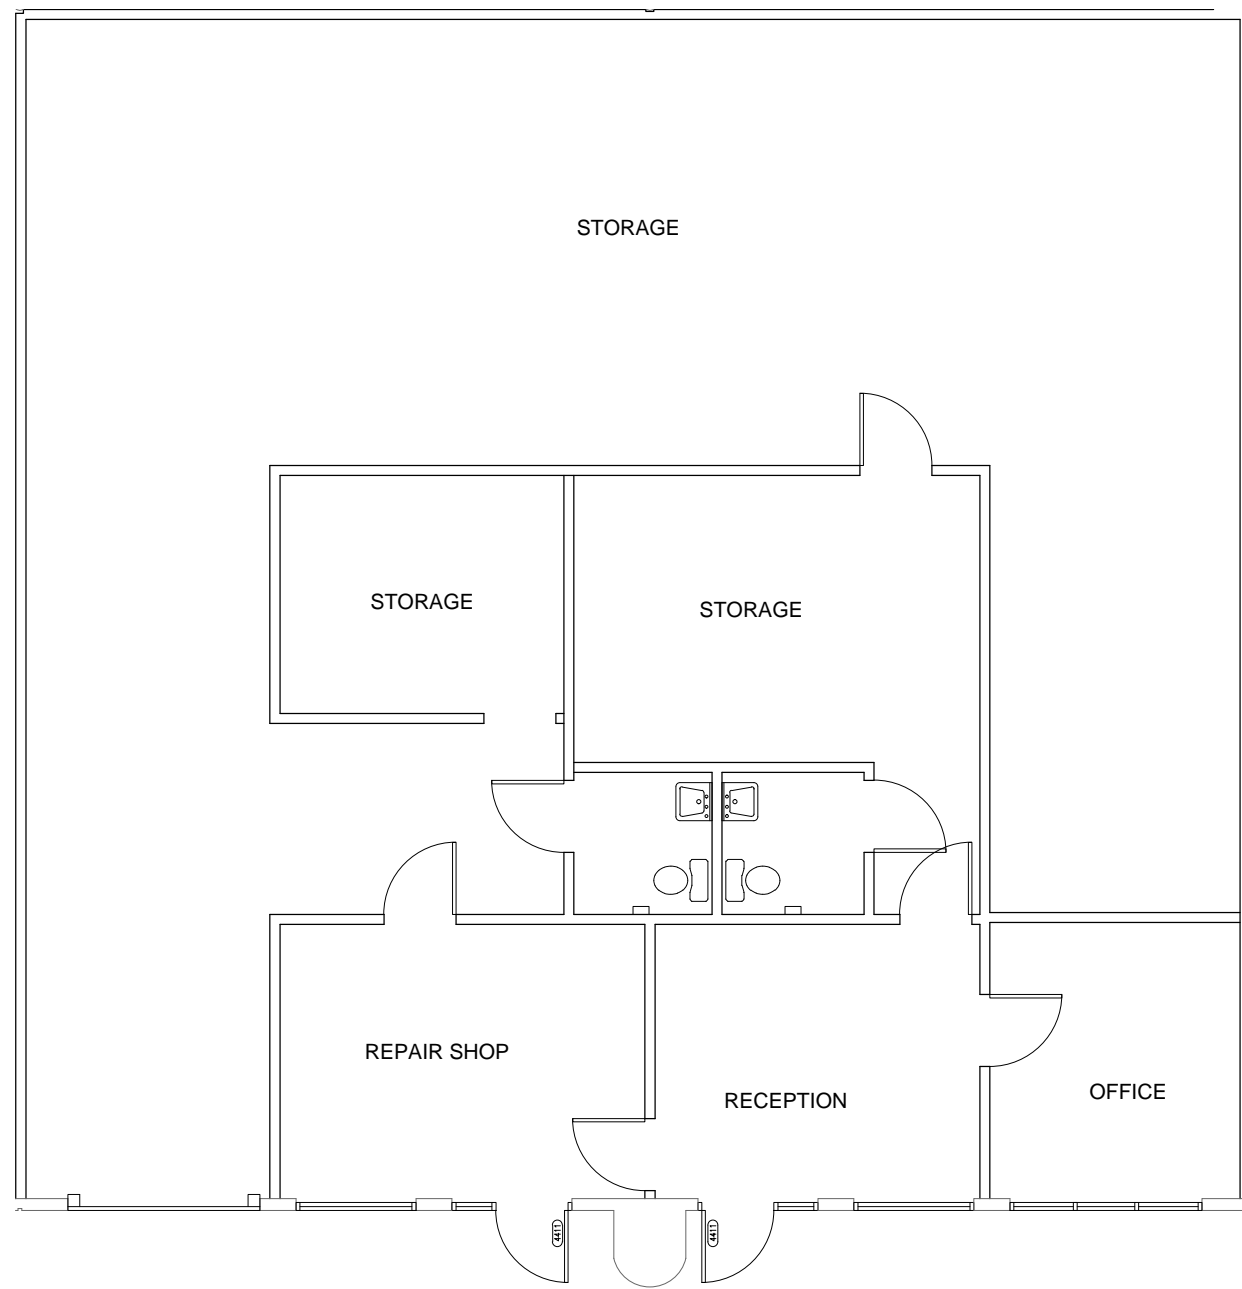 STORAGE
STORAGE
STORAGE
REPAIR SHOP
RECEPTION
OFFICE
4411
4411